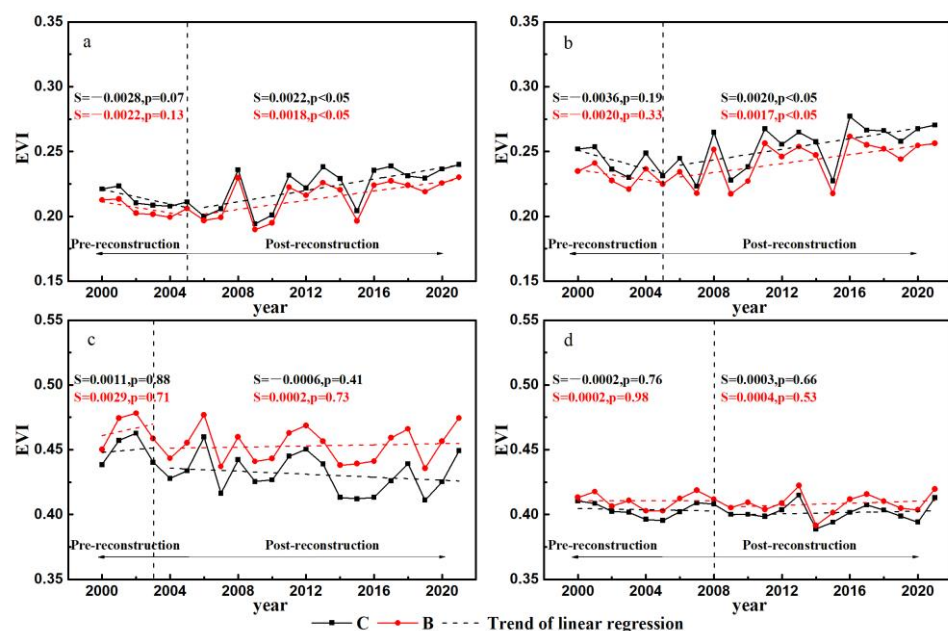 a
S=−0.0028,p=0.07
S=0.0022,p<0.05
S=−0.0022,p=0.13
S=0.0018,p<0.05
Pre-reconstruction
Post-reconstruction
EVI
0.35
0.30
0.25
0.20
0.15
2000
2004
2008
2012
2016
2020
year
b
S=−0.0036,p=0.19
S=0.0020,p<0.05
S=−0.0020,p=0.33
S=0.0017,p<0.05
Pre-reconstruction
Post-reconstruction
EVI
0.35
0.30
0.25
0.20
0.15
2000
2004
2008
2012
2016
2020
year
c
S=0.0011,p=0.88
S=−0.0006,p=0.41
S=0.0029,p=0.71
S=0.0002,p=0.73
Pre-reconstruction
Post-reconstruction
EVI
0.55
0.50
0.45
0.40
0.35
2000
2004
2008
2012
2016
2020
year
d
S=−0.0002,p=0.76
S=0.0003,p=0.66
S=0.0002,p=0.98
S=0.0004,p=0.53
Pre-reconstruction
Post-reconstruction
EVI
0.55
0.50
0.45
0.40
0.35
2000
2004
2008
2012
2016
2020
year
C B Trend of linear regression